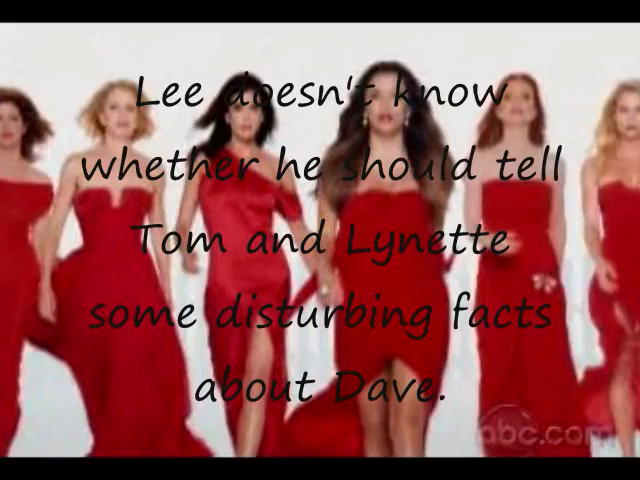 Lee doesn't know
whether he should tell
Tom and Lynette
some disturbing facts
about Dave.
abc.com